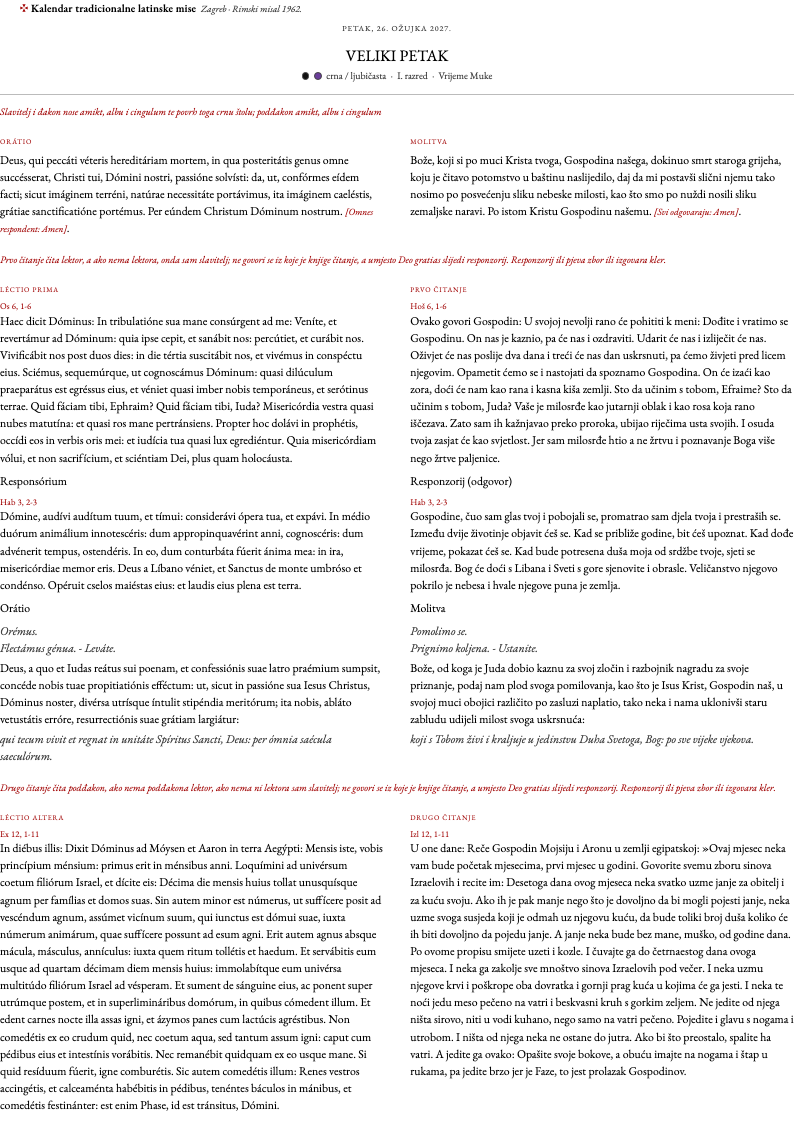 ✣ Kalendar tradicionalne latinske mise Zagreb · Rimski misal 1962.
PETAK, 26. OŽUJKA 2027.
VELIKI PETAK
crna / ljubičasta · I. razred · Vrijeme Muke
Slavitelj i đakon nose amikt, albu i cingulum te povrh toga crnu štolu; podđakon amikt, albu i cingulum
ORÁTIO
Deus, qui peccáti véteris hereditáriam mortem, in qua posteritátis genus omne
succésserat, Christi tui, Dómini nostri, passióne solvísti: da, ut, confórmes eídem
facti; sicut imáginem terréni, natúrae necessitáte portávimus, ita imáginem caeléstis,
grátiae sanctificatióne portémus. Per eúndem Christum Dóminum nostrum. [Omnes
respondent: Amen].
MOLITVA
Bože, koji si po muci Krista tvoga, Gospodina našega, dokinuo smrt staroga grijeha,
koju je čitavo potomstvo u baštinu naslijedilo, daj da mi postavši slični njemu tako
nosimo po posvećenju sliku nebeske milosti, kao što smo po nuždi nosili sliku
zemaljske naravi. Po istom Kristu Gospodinu našemu. [Svi odgovaraju: Amen].
Prvo čitanje čita lektor, a ako nema lektora, onda sam slavitelj; ne govori se iz koje je knjige čitanje, a umjesto Deo gratias slijedi responzorij. Responzorij ili pjeva zbor ili izgovara kler.
LÉCTIO PRIMA
Os 6, 1-6
Haec dicit Dóminus: In tribulatióne sua mane consúrgent ad me: Veníte, et
revertámur ad Dóminum: quia ipse cepit, et sanábit nos: percútiet, et curábit nos.
Vivificábit nos post duos dies: in die tértia suscitábit nos, et vivémus in conspéctu
eius. Sciémus, sequemúrque, ut cognoscámus Dóminum: quasi dilúculum
praeparátus est egréssus eius, et véniet quasi imber nobis temporáneus, et serótinus
terrae. Quid fáciam tibi, Ephraim? Quid fáciam tibi, Iuda? Misericórdia vestra quasi
nubes matutína: et quasi ros mane pertránsiens. Propter hoc dolávi in prophétis,
occídi eos in verbis oris mei: et iudícia tua quasi lux egrediéntur. Quia misericórdiam
vólui, et non sacrifícium, et sciéntiam Dei, plus quam holocáusta.
Responsórium
Hab 3, 2-3
Dómine, audívi audítum tuum, et tímui: considerávi ópera tua, et expávi. In médio
duórum animálium innotescéris: dum appropinquavérint anni, cognoscéris: dum
advénerit tempus, ostendéris. In eo, dum conturbáta fúerit ánima mea: in ira,
misericórdiae memor eris. Deus a Líbano véniet, et Sanctus de monte umbróso et
condénso. Opéruit cselos maiéstas eius: et laudis eius plena est terra.
Orátio
Orémus.
Flectámus génua. - Leváte.
Deus, a quo et Iudas reátus sui poenam, et confessiónis suae latro praémium sumpsit,
concéde nobis tuae propitiatiónis efféctum: ut, sicut in passióne sua Iesus Christus,
Dóminus noster, divérsa utrísque íntulit stipéndia meritórum; ita nobis, abláto
vetustátis erróre, resurrectiónis suae grátiam largiátur:
qui tecum vivit et regnat in unitáte Spíritus Sancti, Deus: per ómnia saécula
saeculórum.
PRVO ČITANJE
Hoš 6, 1-6
Ovako govori Gospodin: U svojoj nevolji rano će pohititi k meni: Dođite i vratimo se
Gospodinu. On nas je kaznio, pa će nas i ozdraviti. Udarit će nas i izliječit će nas.
Oživjet će nas poslije dva dana i treći će nas dan uskrsnuti, pa ćemo živjeti pred licem
njegovim. Opametit ćemo se i nastojati da spoznamo Gospodina. On će izaći kao
zora, doći će nam kao rana i kasna kiša zemlji. Sto da učinim s tobom, Efraime? Sto da
učinim s tobom, Juda? Vaše je milosrđe kao jutarnji oblak i kao rosa koja rano
iščezava. Zato sam ih kažnjavao preko proroka, ubijao riječima usta svojih. I osuda
tvoja zasjat će kao svjetlost. Jer sam milosrđe htio a ne žrtvu i poznavanje Boga više
nego žrtve paljenice.
Responzorij (odgovor)
Hab 3, 2-3
Gospodine, čuo sam glas tvoj i pobojali se, promatrao sam djela tvoja i prestraših se.
Između dvije životinje objavit ćeš se. Kad se približe godine, bit ćeš upoznat. Kad dođe
vrijeme, pokazat ćeš se. Kad bude potresena duša moja od srdžbe tvoje, sjeti se
milosrđa. Bog će doći s Libana i Sveti s gore sjenovite i obrasle. Veličanstvo njegovo
pokrilo je nebesa i hvale njegove puna je zemlja.
Molitva
Pomolimo se.
Prignimo koljena. - Ustanite.
Bože, od koga je Juda dobio kaznu za svoj zločin i razbojnik nagradu za svoje
priznanje, podaj nam plod svoga pomilovanja, kao što je Isus Krist, Gospodin naš, u
svojoj muci obojici različito po zasluzi naplatio, tako neka i nama uklonivši staru
zabludu udijeli milost svoga uskrsnuća:
koji s Tobom živi i kraljuje u jedinstvu Duha Svetoga, Bog: po sve vijeke vjekova.
Drugo čitanje čita podđakon, ako nema podđakona lektor, ako nema ni lektora sam slavitelj; ne govori se iz koje je knjige čitanje, a umjesto Deo gratias slijedi responzorij. Responzorij ili pjeva zbor ili izgovara kler.
LÉCTIO ALTERA
Ex 12, 1-11
In diébus illis: Dixit Dóminus ad Móysen et Aaron in terra Aegýpti: Mensis iste, vobis
princípium ménsium: primus erit in ménsibus anni. Loquímini ad univérsum
coetum filiórum Israel, et dícite eis: Décima die mensis huius tollat unusquísque
agnum per famílias et domos suas. Sin autem minor est númerus, ut suffícere posit ad
vescéndum agnum, assúmet vicínum suum, qui iunctus est dómui suae, iuxta
númerum animárum, quae suffícere possunt ad esum agni. Erit autem agnus absque
mácula, másculus, annículus: iuxta quem ritum tollétis et haedum. Et servábitis eum
usque ad quartam décimam diem mensis huius: immolabítque eum univérsa
multitúdo filiórum Israel ad vésperam. Et sument de sánguine eius, ac ponent super
utrúmque postem, et in superlimináribus domórum, in quibus cómedent illum. Et
edent carnes nocte illa assas igni, et ázymos panes cum lactúcis agréstibus. Non
comedétis ex eo crudum quid, nec coctum aqua, sed tantum assum igni: caput cum
pédibus eius et intestínis vorábitis. Nec remanébit quidquam ex eo usque mane. Si
quid resíduum fúerit, igne comburétis. Sic autem comedétis illum: Renes vestros
accingétis, et calceaménta habébitis in pédibus, tenéntes báculos in mánibus, et
comedétis festinánter: est enim Phase, id est tránsitus, Dómini.
DRUGO ČITANJE
Izl 12, 1-11
U one dane: Reče Gospodin Mojsiju i Aronu u zemlji egipatskoj: »Ovaj mjesec neka
vam bude početak mjesecima, prvi mjesec u godini. Govorite svemu zboru sinova
Izraelovih i recite im: Desetoga dana ovog mjeseca neka svatko uzme janje za obitelj i
za kuću svoju. Ako ih je pak manje nego što je dovoljno da bi mogli pojesti janje, neka
uzme svoga susjeda koji je odmah uz njegovu kuću, da bude toliki broj duša koliko će
ih biti dovoljno da pojedu janje. A janje neka bude bez mane, muško, od godine dana.
Po ovome propisu smijete uzeti i kozle. I čuvajte ga do četrnaestog dana ovoga
mjeseca. I neka ga zakolje sve mnoštvo sinova Izraelovih pod večer. I neka uzmu
njegove krvi i poškrope oba dovratka i gornji prag kuća u kojima će ga jesti. I neka te
noći jedu meso pečeno na vatri i beskvasni kruh s gorkim zeljem. Ne jedite od njega
ništa sirovo, niti u vodi kuhano, nego samo na vatri pečeno. Pojedite i glavu s nogama i
utrobom. I ništa od njega neka ne ostane do jutra. Ako bi što preostalo, spalite ha
vatri. A jedite ga ovako: Opašite svoje bokove, a obuću imajte na nogama i štap u
rukama, pa jedite brzo jer je Faze, to jest prolazak Gospodinov.